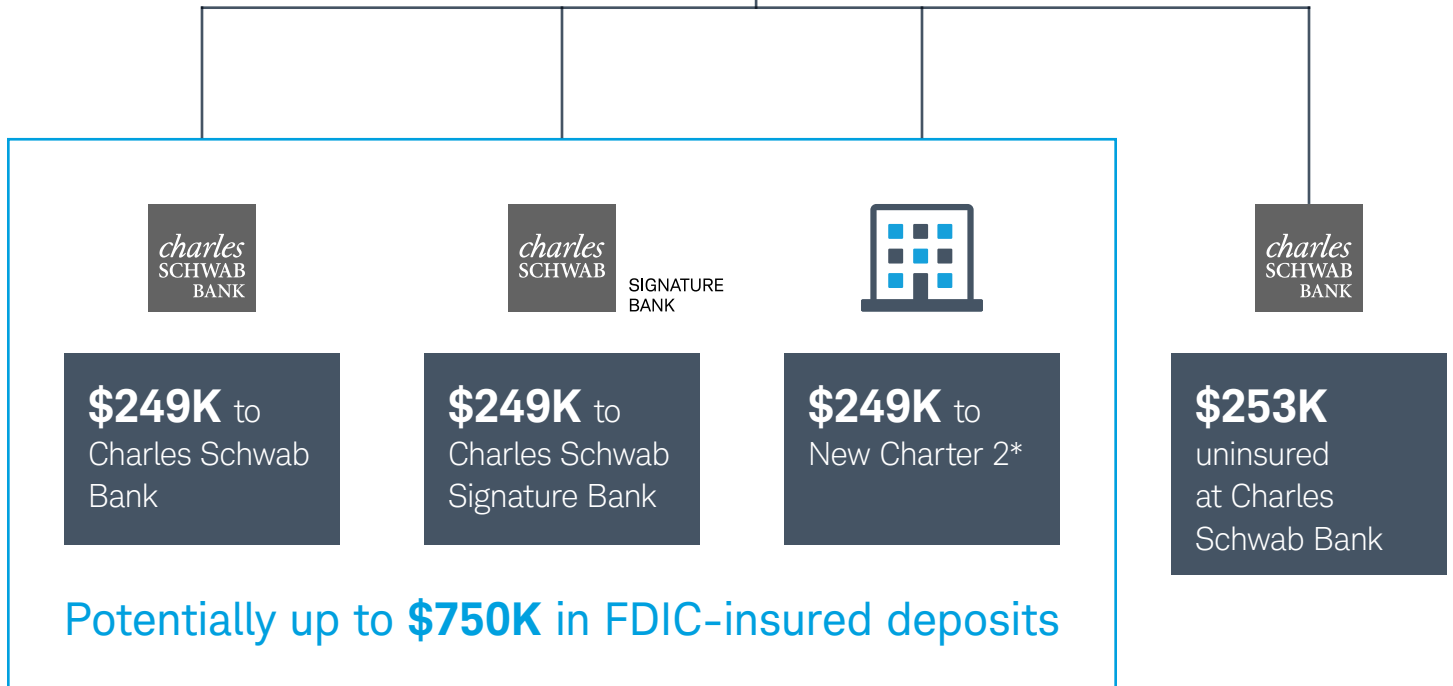 charles
SCHWAB
BANK
charles
SCHWAB
SIGNATURE
BANK
charles
SCHWAB
BANK
$249K to
Charles Schwab
Bank
$249K to
Charles Schwab
Signature Bank
$249K to
New Charter 2*
$253K
uninsured
at Charles
Schwab Bank
Potentially up to $750K in FDIC-insured deposits